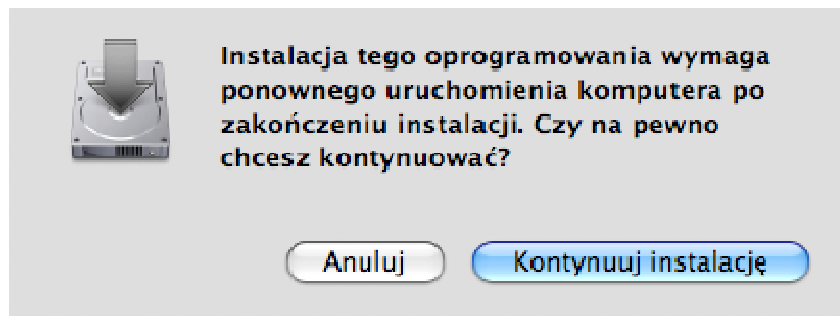 Instalacja tego oprogramowania wymaga
ponownego uruchomienia komputera po
zakończeniu instalacji. Czy na pewno
chcesz kontynuować?
Anuluj
Kontynuuj instalację